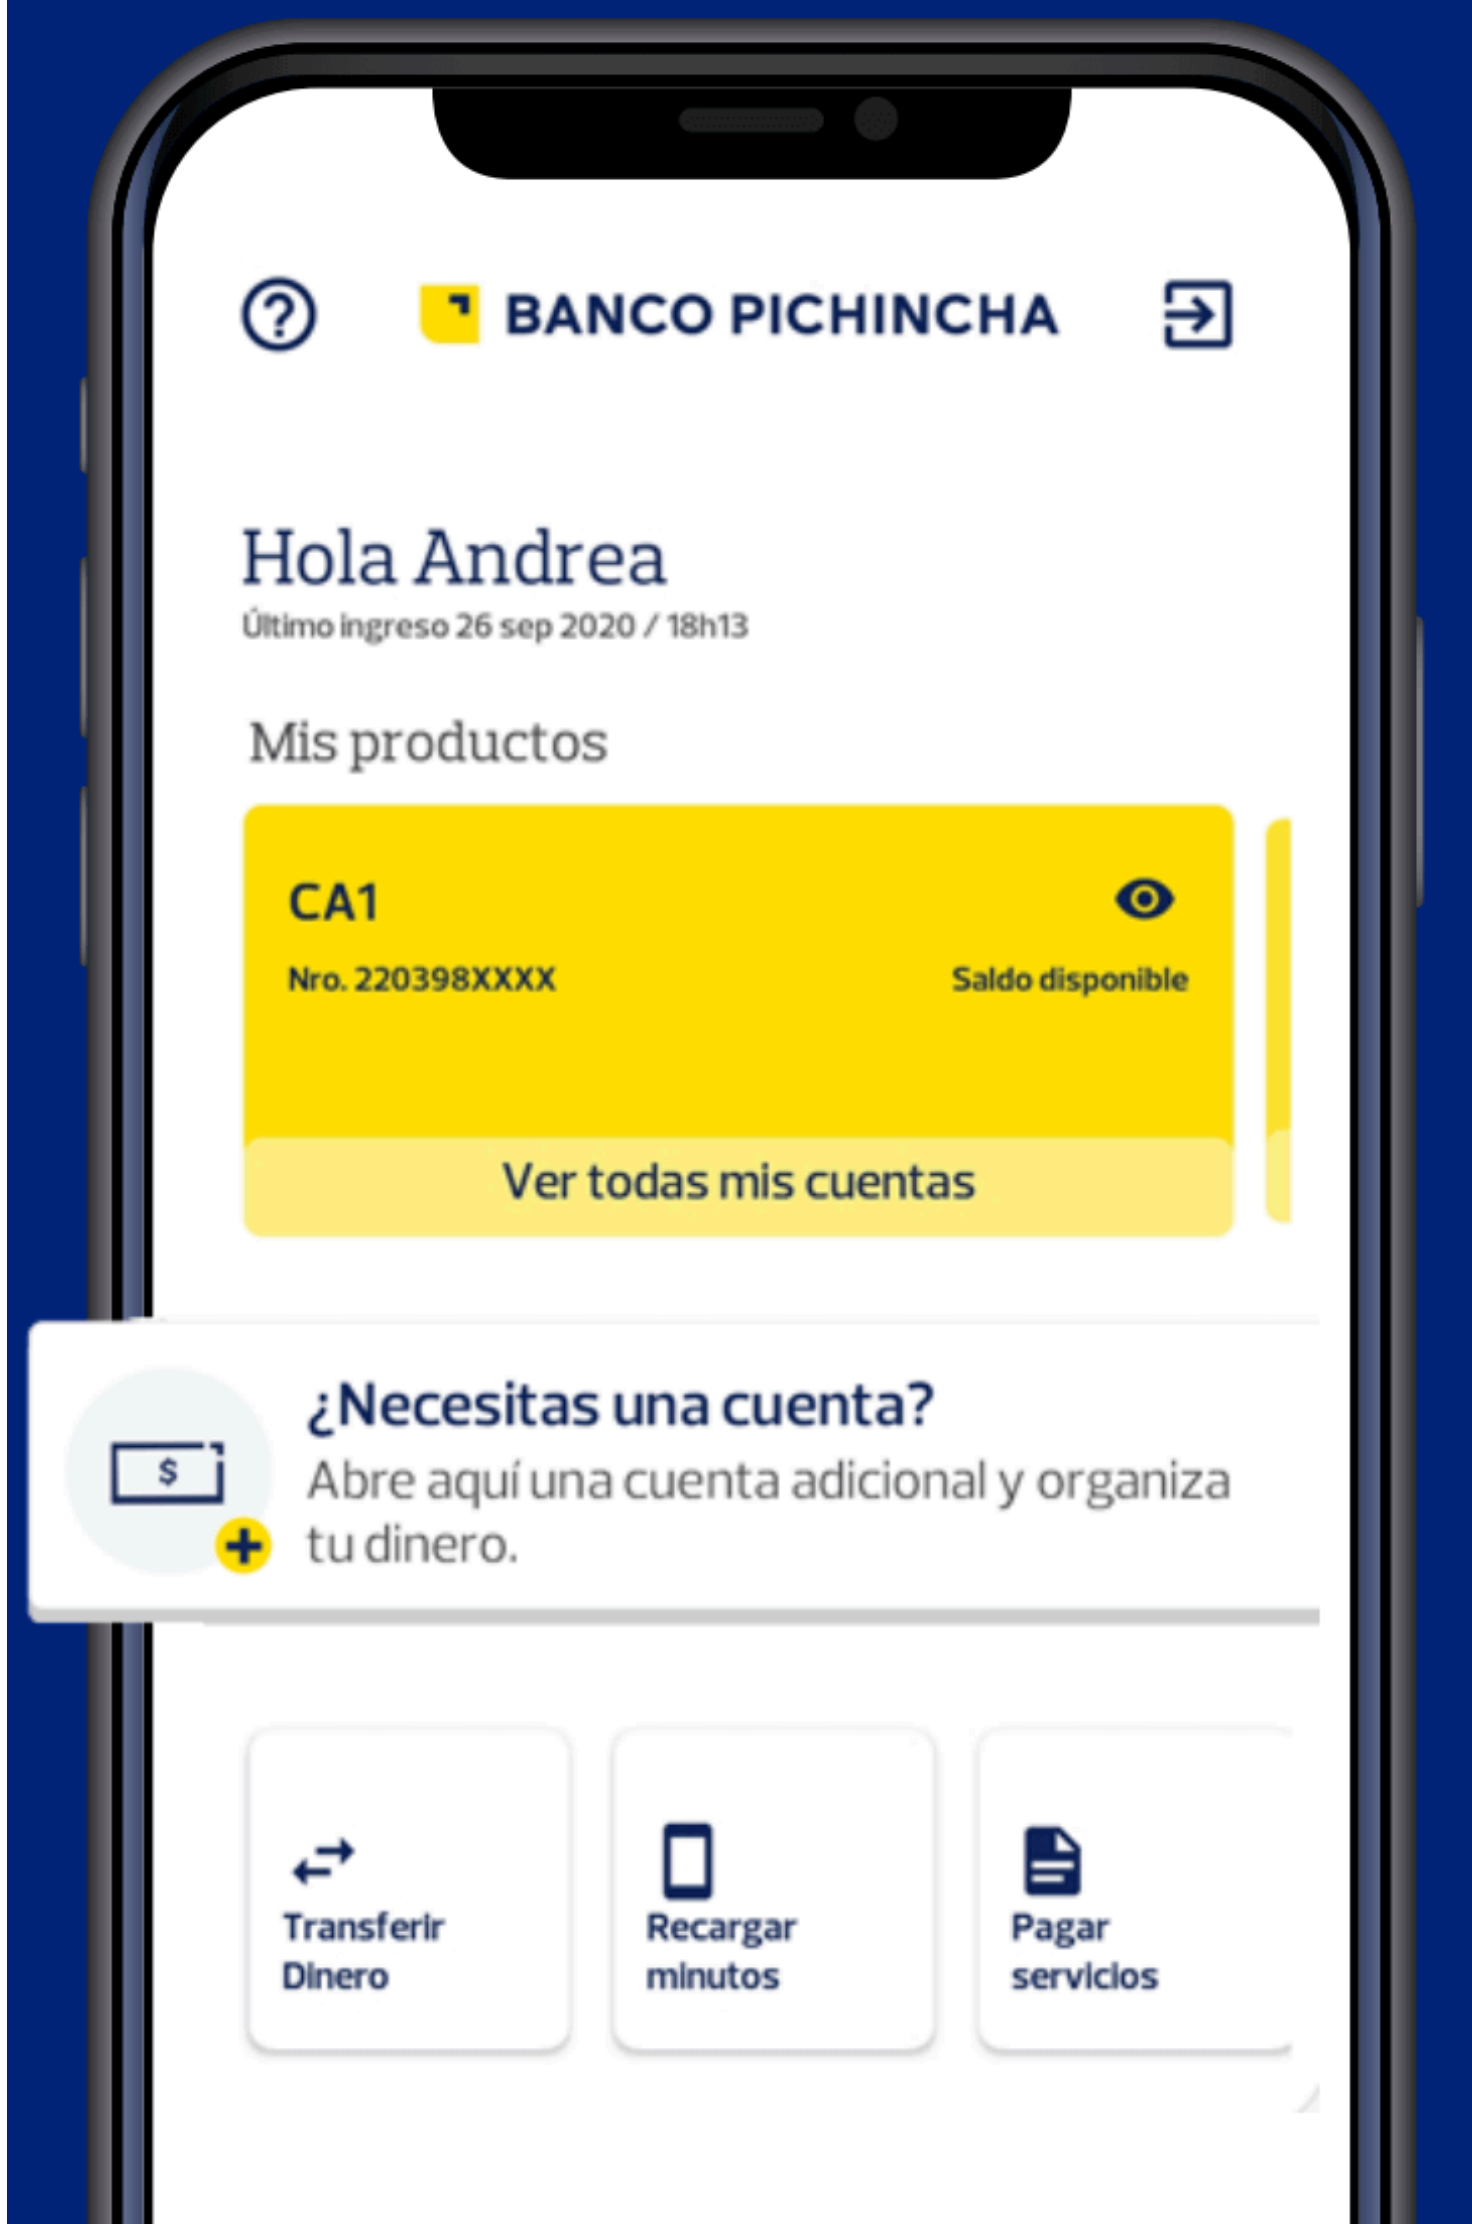 BANCO PICHINCHA
Hola Andrea
Último ingreso 26 sep 2020 / 18h13
Mis productos
CA1
Nro. 220398XXXX
Saldo disponible
Ver todas mis cuentas
¿Necesitas una cuenta?
Abre aquí una cuenta adicional y organiza
tu dinero.
$
Transferir
Dinero
Recargar
minutos
Pagar
servicios